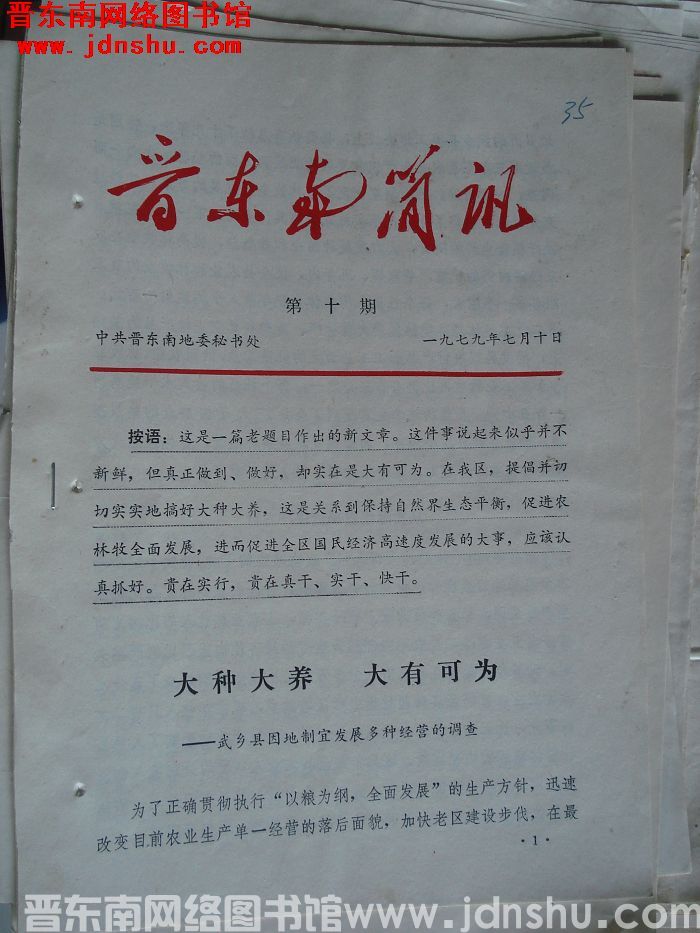 晋东南网络图书馆
www.jdnshu.com
35
晋东南简讯
第十期
中共晋东南地委秘书处 一九七九年七月十日
按语：这是一篇老题目作出的新文章。这件事说起来似乎并不
新鲜，但真正做到、做好，却实在是大有可为。在我区，提倡并切
切实实地搞好大种大养，这是关系到保持自然界生态平衡，促进农
林牧全面发展，进而促进全区国民经济高速度发展的大事，应该认
真抓好。贵在实行，贵在真干、实干、快干。
大种大养 大有可为
——武乡县因地制宜发展多种经营的调查
为了正确贯彻执行“以粮为纲，全面发展”的生产方针，迅速
改变目前农业生产单一经营的落后面貌，加快老区建设步伐，在最
·1·
晋东南网络图书馆 www.jdnshu.com